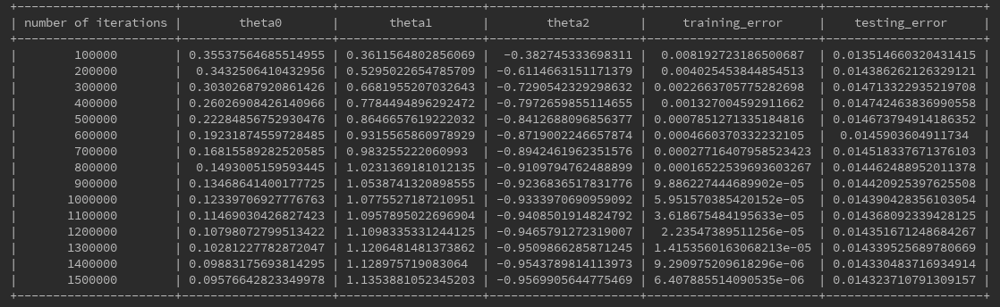 +----------------------+---------------------+--------------------+---------------------+------------------------+----------------------+
| number of iterations |        theta0       |       theta1       |        theta2       |     training_error     |    testing_error     |
+----------------------+---------------------+--------------------+---------------------+------------------------+----------------------+
| 100000 | 0.35537564685514955 | 0.3611564802856069 | -0.382745333698311 | 0.008192723186500687 | 0.013514660320431415 |
| 200000 | 0.3432506410432956 | 0.5295022654785709 | -0.6114663151171379 | 0.004025453844854513 | 0.014386262126329121 |
| 300000 | 0.30302687920861426 | 0.6681955207032643 | -0.7290542329298632 | 0.0022663705775282698 | 0.014713322935219708 |
| 400000 | 0.26026908426140966 | 0.7784494896292472 | -0.7972659855114655 | 0.001327004592911662 | 0.014742463836990558 |
| 500000 | 0.22284856752930476 | 0.8646657619222032 | -0.8412688096856377 | 0.0007851271335184816 | 0.014673794914186352 |
| 600000 | 0.19231874559728485 | 0.9315565860978929 | -0.8719002246657874 | 0.0004660370332232105 | 0.0145903604911734 |
| 700000 | 0.16815589282520585 | 0.983255222060993 | -0.8942461962351576 | 0.00027716407958523423 | 0.014518337671376103 |
| 800000 | 0.1493005159593445 | 1.0231369181012135 | -0.9109794762488899 | 0.00016522539693603267 | 0.014462488952011378 |
| 900000 | 0.13468641400177725 | 1.0538741320898555 | -0.9236836517831776 | 9.886227444689902e-05 | 0.014420925397625508 |
| 1000000 | 0.12339706927776763 | 1.0775527187210951 | -0.9333970690959092 | 5.951570385420152e-05 | 0.014390428356103054 |
| 1100000 | 0.11469030426827423 | 1.0957895022696904 | -0.9408501914824792 | 3.618675484195633e-05 | 0.014368092339428125 |
| 1200000 | 0.10798072799513422 | 1.1098335331244125 | -0.9465791272319007 | 2.235473895112­56e-05 | 0.014351671248684267 |
| 1300000 | 0.10281227782872047 | 1.1206481481373862 | -0.9509866285871245 | 1.4153560163068213e-05 | 0.014339525689780669 |
| 1400000 | 0.09883175693814295 | 1.128975719083064 | -0.9543789814113973 | 9.290975209618296e-06 | 0.014330483716934914 |
| 1500000 | 0.09576642823349978 | 1.1353881052345203 | -0.9569905644775469 | 6.407885514090535e-06 | 0.014323710791309157 |
+----------------------+---------------------+--------------------+---------------------+------------------------+----------------------+